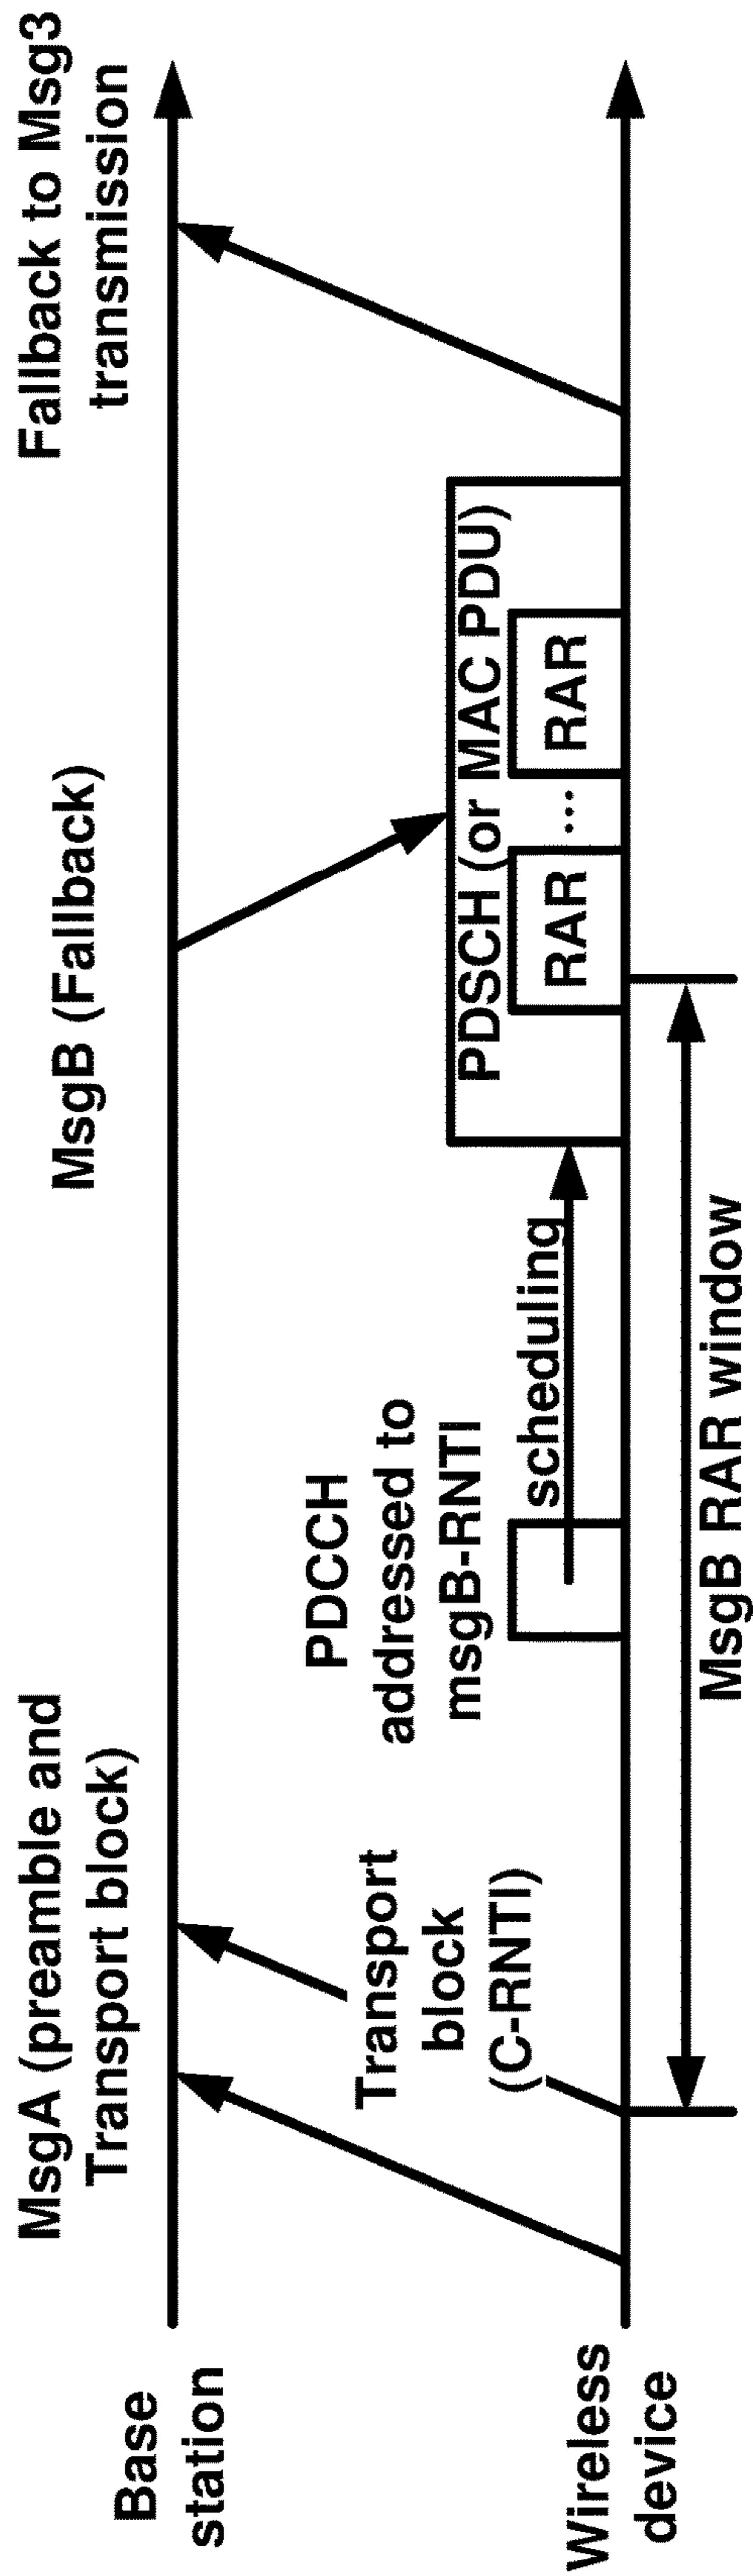 MsgA (preamble and
Transport block)
MsgB (Fallback)
Fallback to Msg3
transmission
Base
station
Transport
block
(C-RNTI)
PDCCH
addressed to
msgB-RNTI
scheduling
PDSCH (or MAC PDU)
RAR
...
RAR
Wireless
device
MsgB RAR window